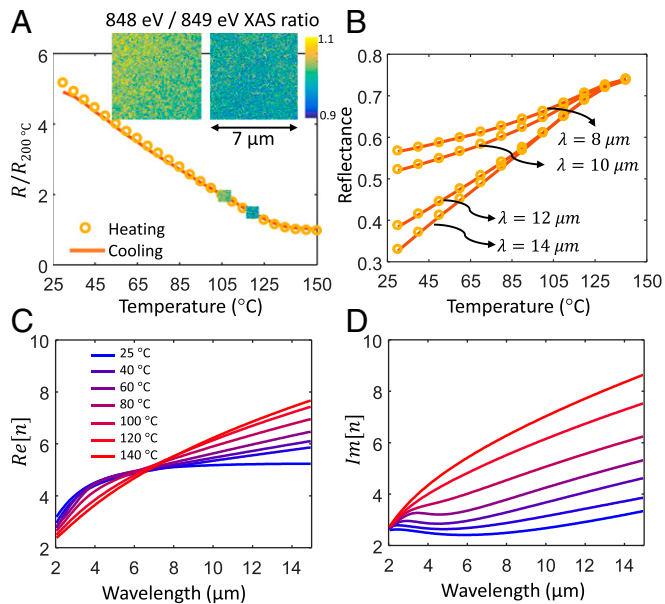 A
848 eV / 849 eV XAS ratio
1.1
0.9
7 μm
R/R200 °C
6
4
2
0
Heating
Cooling
25 45 65 85 105 125 150
Temperature (°C)
B
Reflectance
0.8
0.7
0.6
0.5
0.4
0.3
λ = 8 μm
λ = 10 μm
λ = 12 μm
λ = 14 μm
25 45 65 85 105 125 150
Temperature (°C)
C
Re[n]
10
8
6
4
2
25 °C
40 °C
60 °C
80 °C
100 °C
120 °C
140 °C
2 4 6 8 10 12 14
Wavelength (μm)
D
Im[n]
10
8
6
4
2
2 4 6 8 10 12 14
Wavelength (μm)